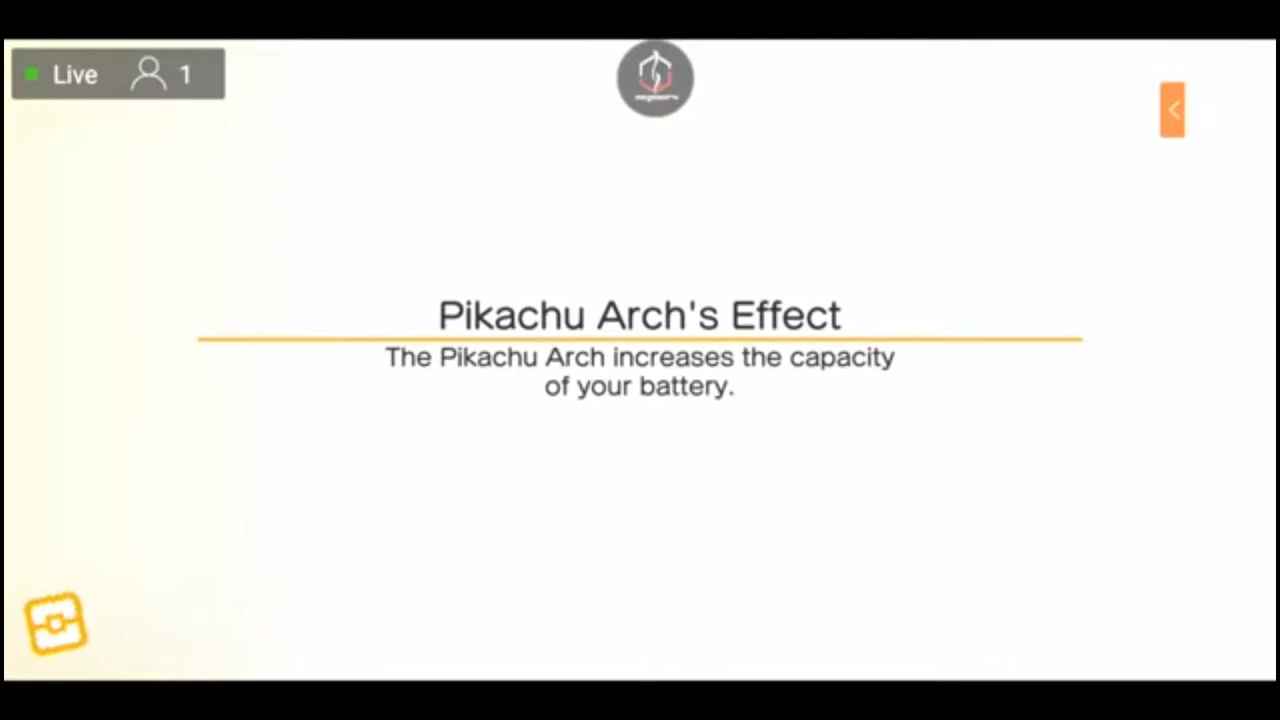 Live 1
Pikachu Arch's Effect
The Pikachu Arch increases the capacity
of your battery.